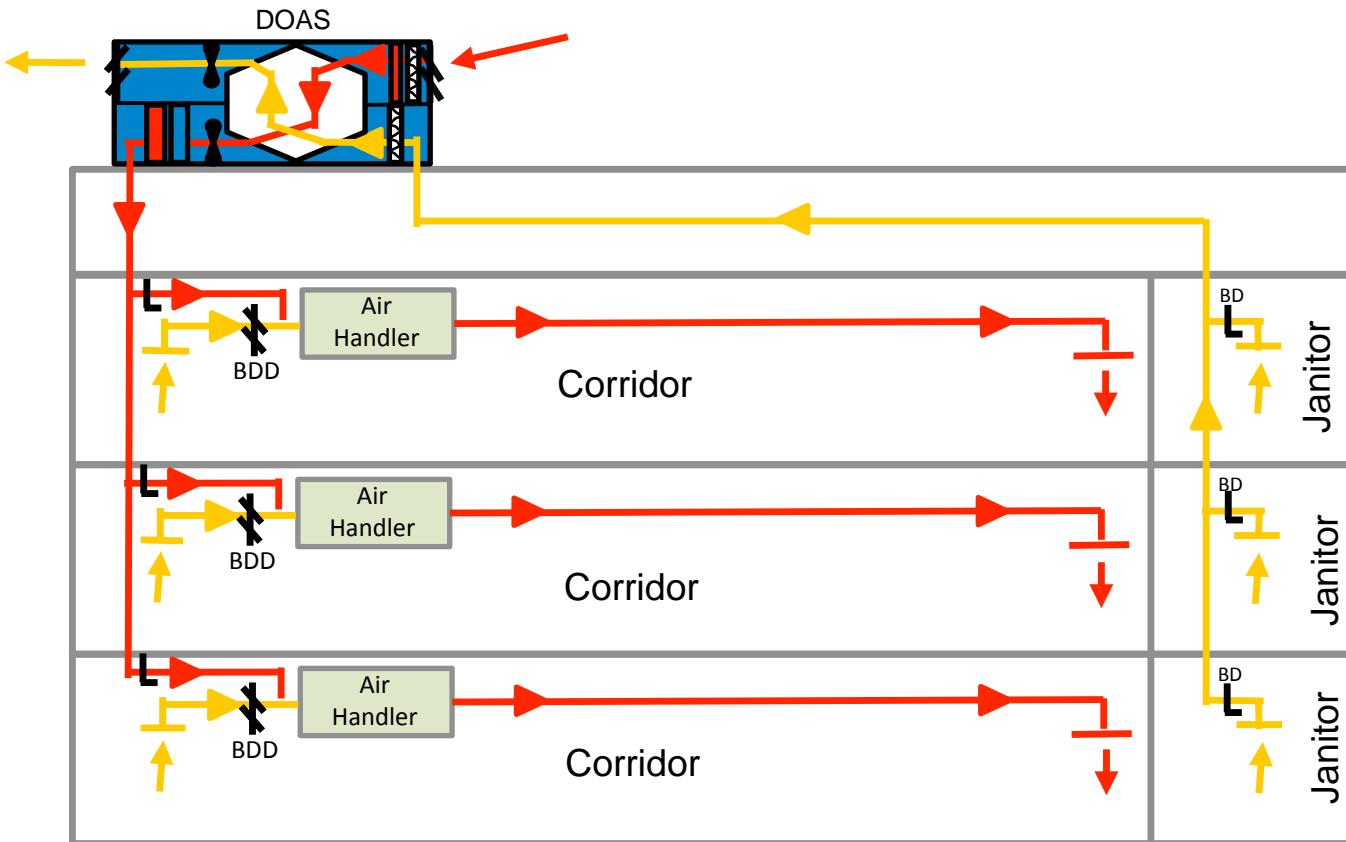 DOAS
Air
Handler
BDD
Corridor
BD
Janitor
Air
Handler
BDD
Corridor
BD
Janitor
Air
Handler
BDD
Corridor
BD
Janitor